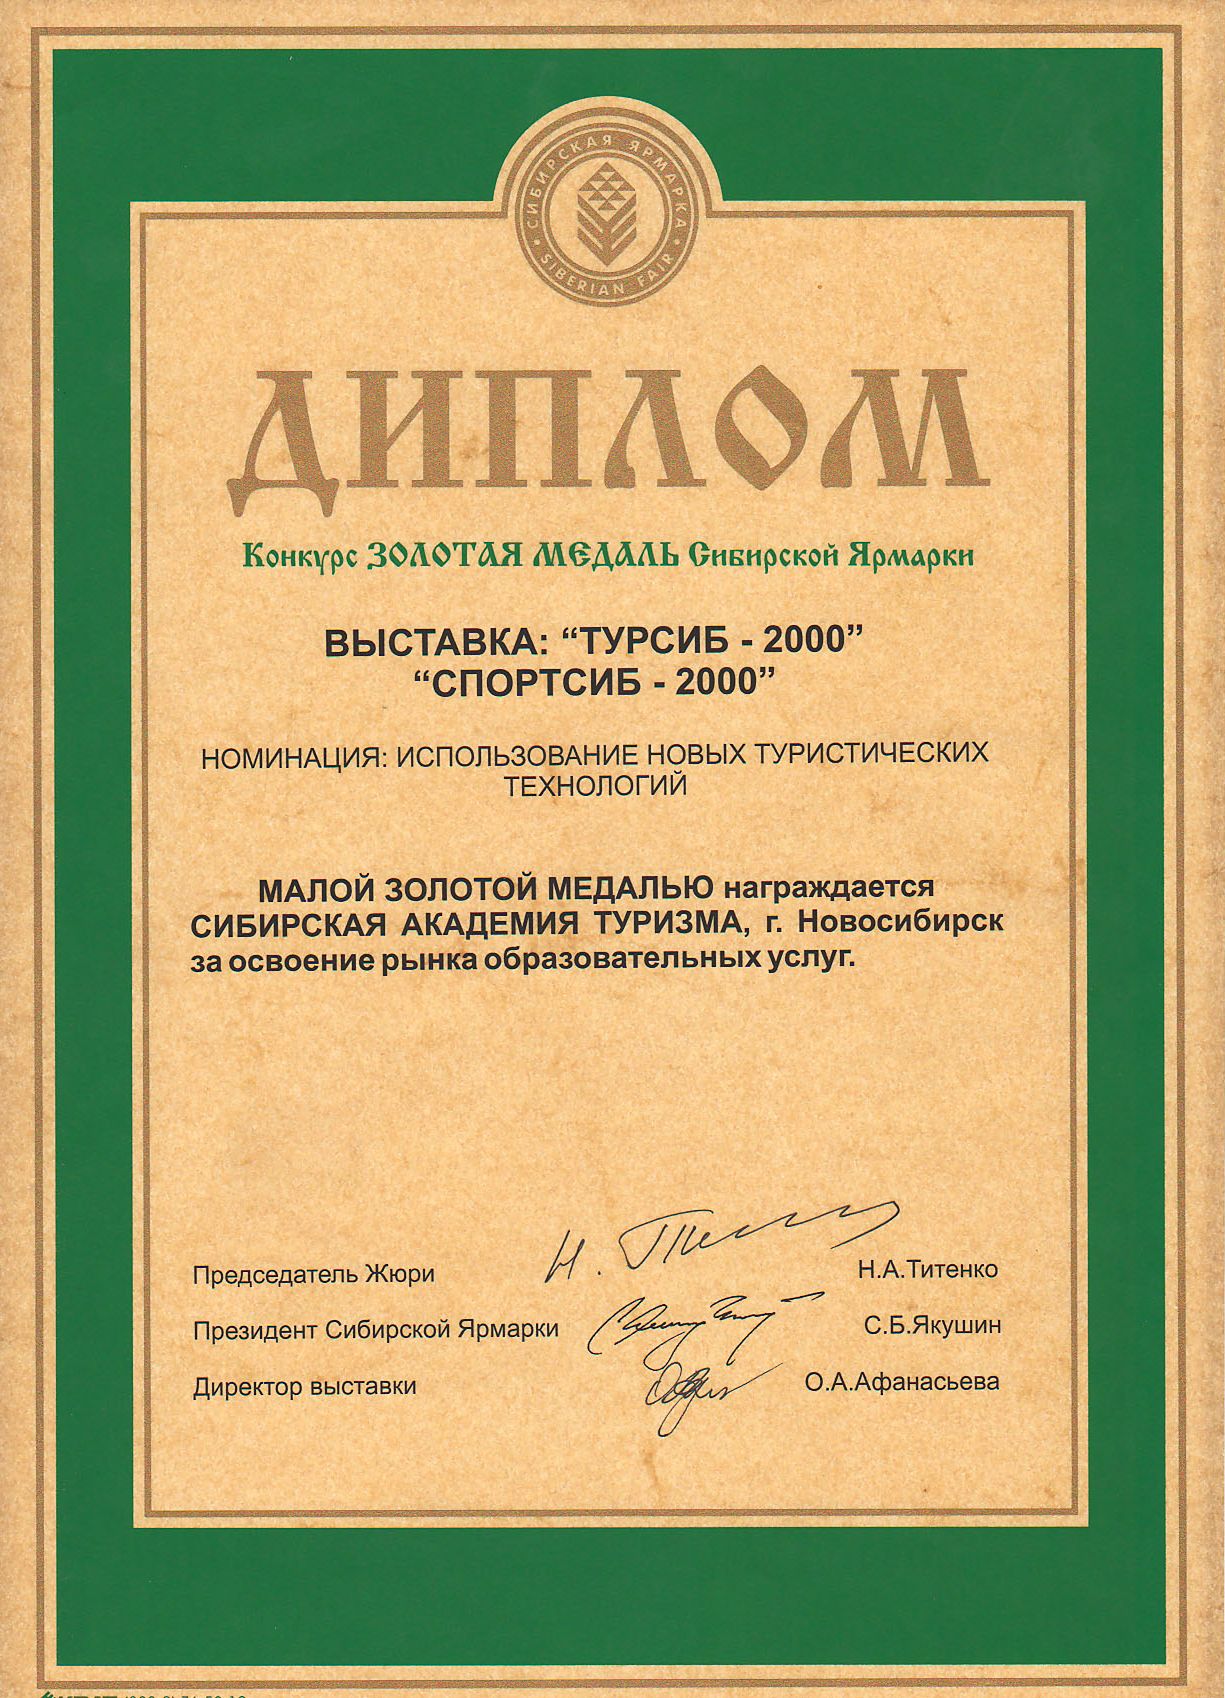 СИБИРСКАЯ ЯРМАРКА
SIBERIAN FAIR
ДИПЛОМ
Конкурс ЗОЛОТАЯ МЕДАЛЬ Сибирской Ярмарки
ВЫСТАВКА: “ТУРСИБ - 2000”
“СПОРТСИБ - 2000”
НОМИНАЦИЯ: ИСПОЛЬЗОВАНИЕ НОВЫХ ТУРИСТИЧЕСКИХ
ТЕХНОЛОГИЙ
МАЛОЙ ЗОЛОТОЙ МЕДАЛЬЮ награждается
СИБИРСКАЯ АКАДЕМИЯ ТУРИЗМА, г. Новосибирск
за освоение рынка образовательных услуг.
Председатель Жюри Н.А.Титенко
Президент Сибирской Ярмарки С.Б.Якушин
Директор выставки О.А.Афанасьева